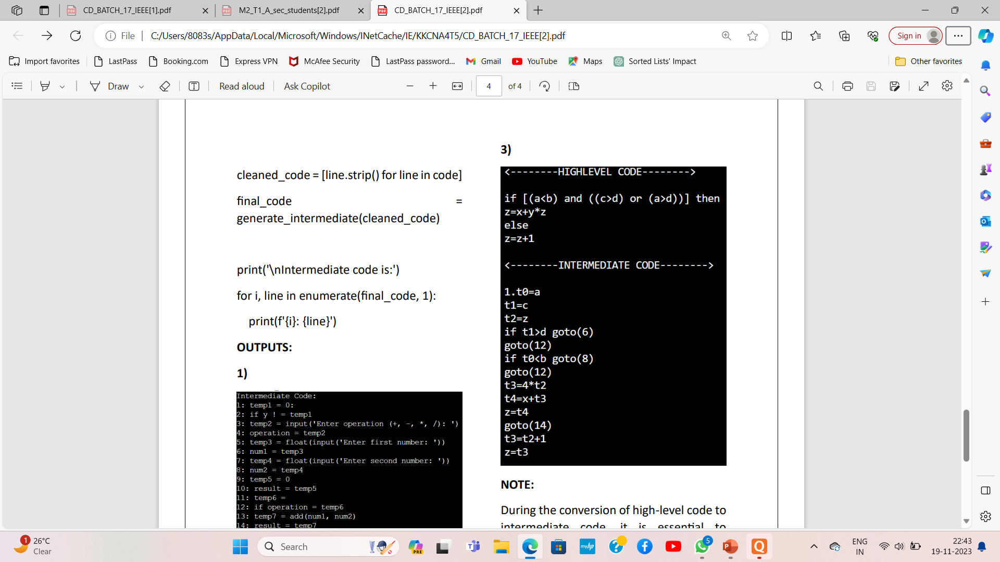 CD_BATCH_17_IEEE[1].pdf
M2_T1_A_sec_students[2].pdf
CD_BATCH_17_IEEE[2].pdf
File
C:/Users/8083s/AppData/Local/Microsoft/Windows/INetCache/IE/KKCNA4T5/CD_BATCH_17_IEEE[2].pdf
Sign in
Import favorites
LastPass
Booking.com
Express VPN
McAfee Security
LastPass password...
Gmail
YouTube
Maps
Sorted Lists' Impact
Other favorites
Draw
Read aloud
Ask Copilot
4
of 4
cleaned_code = [line.strip() for line in code]
final_code =
generate_intermediate(cleaned_code)
print('\nIntermediate code is:')
for i, line in enumerate(final_code, 1):
print(f'{i}: {line}')
OUTPUTS:
1)
Intermediate Code:
1: temp1 = 0:
2: if y ! = temp1
3: temp2 = input('Enter operation (+, -, *, /): ')
4: operation = temp2
5: temp3 = float(input('Enter first number: '))
6: num1 = temp3
7: temp4 = float(input('Enter second number: '))
8: num2 = temp4
9: temp5 = 0
10: result = temp5
11: temp6 =
12: if operation = temp6
13: temp7 = add(num1, num2)
14: result = temp7
3)
<--------HIGHLEVEL CODE-------->
if [(a<b) and ((c>d) or (a>d))] then
z=x+y*z
else
z=z+1
<--------INTERMEDIATE CODE-------->
1.t0=a
t1=c
t2=z
if t1>d goto(6)
goto(12)
if t0<b goto(8)
goto(12)
t3=4*t2
t4=x+t3
z=t4
goto(14)
t3=t2+1
z=t3
NOTE:
During the conversion of high-level code to
intermediate code, it is essential to
1
26°C
Clear
Search
PRE
myhp
5
ENG
IN
22:43
19-11-2023